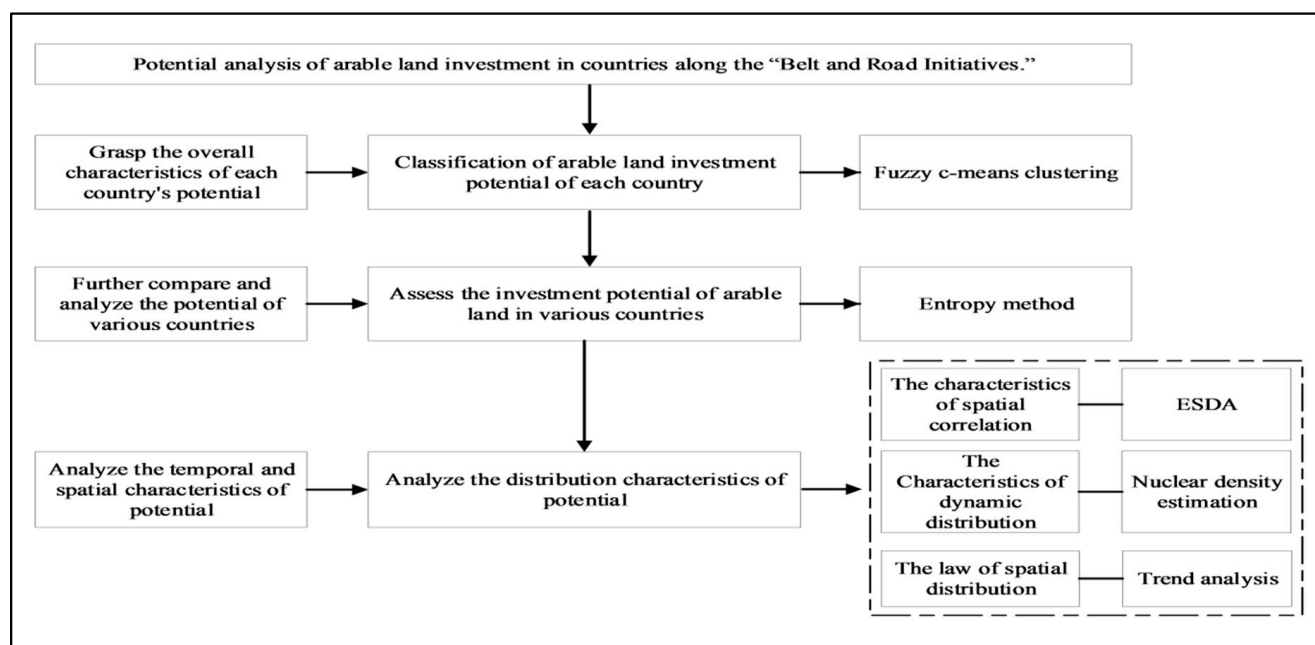 Potential analysis of arable land investment in countries along the “Belt and Road Initiatives.”
Grasp the overall
characteristics of each
country's potential
Classification of arable land investment
potential of each country
Fuzzy c-means clustering
Further compare and
analyze the potential of
various countries
Assess the investment potential of arable
land in various countries
Entropy method
Analyze the temporal and
spatial characteristics of
potential
Analyze the distribution characteristics of
potential
The characteristics
of spatial
correlation
ESDA
The
Characteristics of
dynamic
distribution
Nuclear density
estimation
The law of spatial
distribution
Trend analysis